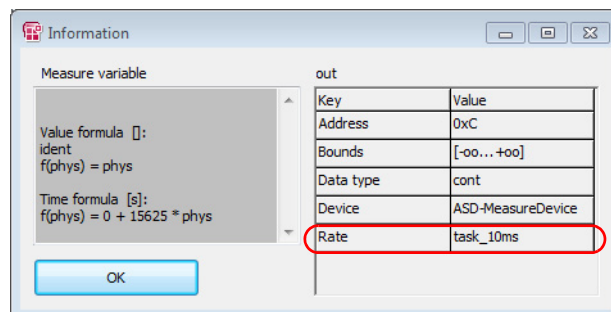 Information
Measure variable
Value formula []:
ident
f(phys) = phys
Time formula [s]:
f(phys) = 0 + 15625 * phys
OK
out
Key Value
Address 0xC
Bounds [-oo...+oo]
Data type cont
Device ASD-MeasureDevice
Rate task_10ms